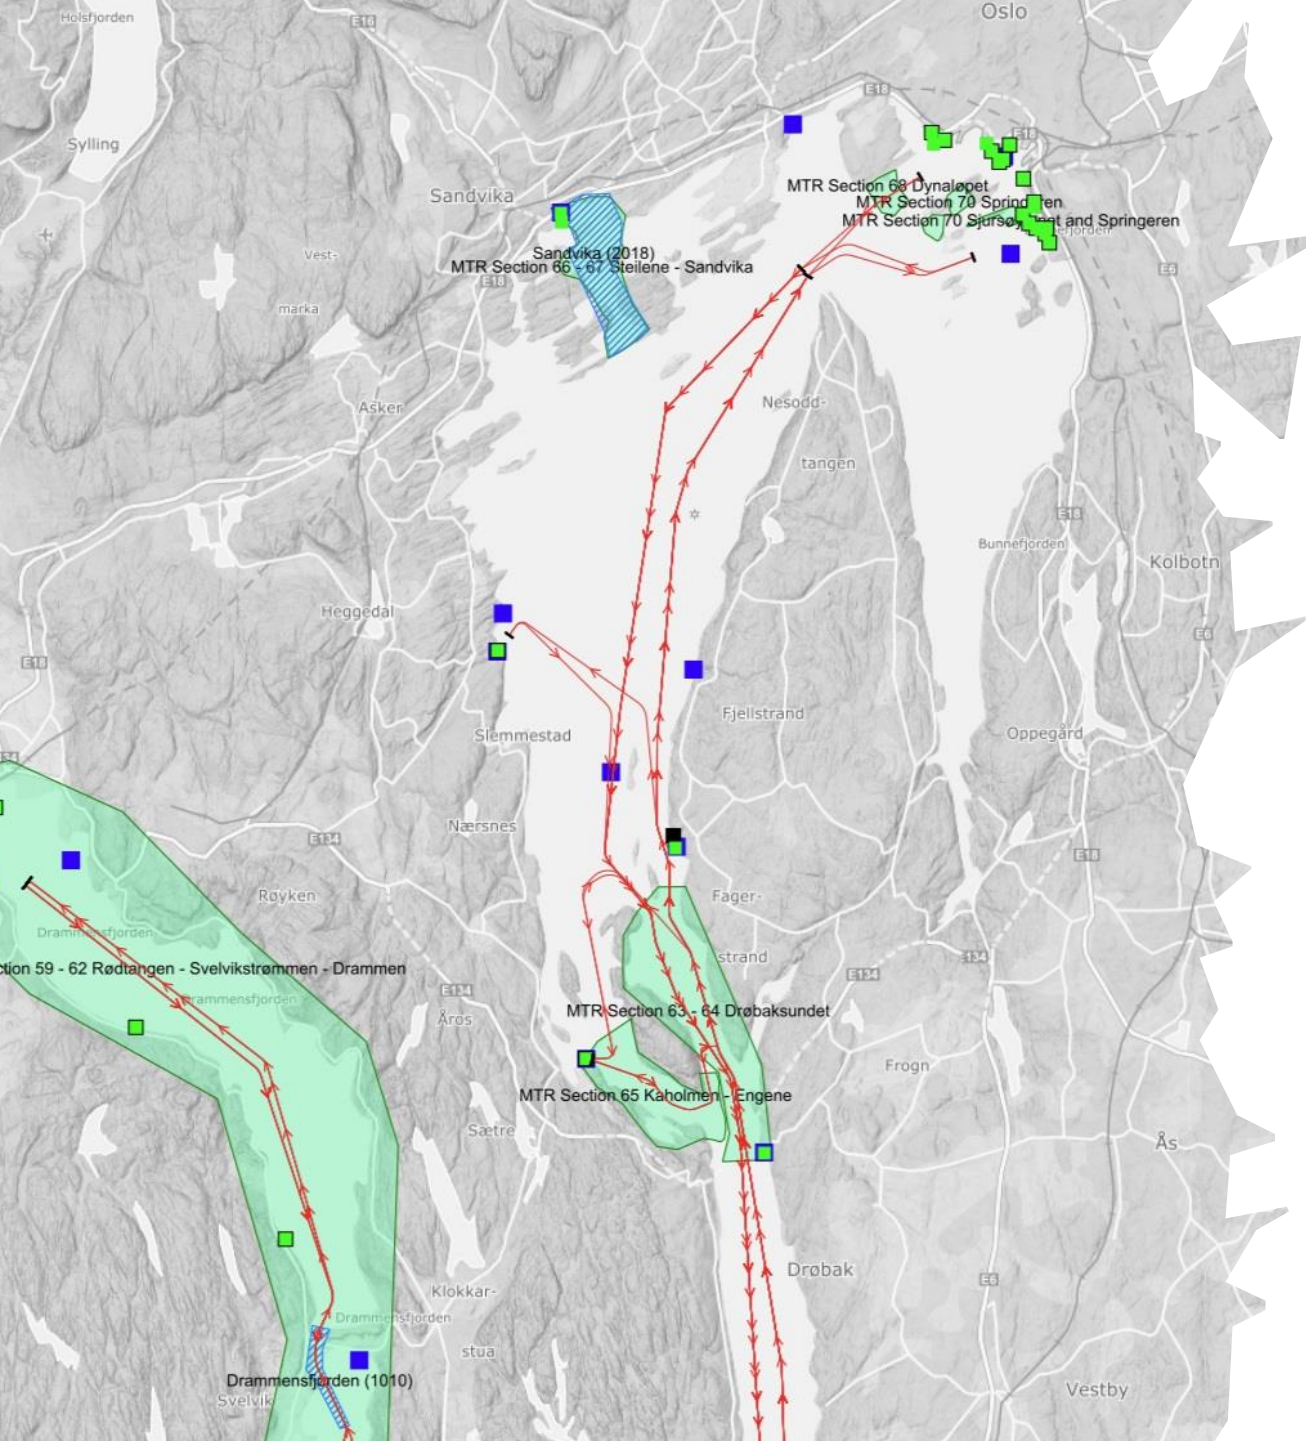 Holsfjorden
E16
Oslo
E18
Sylling
E18
Sandvika
MTR Section 68 Dynaløpet
MTR Section 70 Springeren
MTR Section 70 Sjursøya
and Springeren
Vest-
Sandvika (2018)
MTR Section 66 - 67 Steilene - Sandvika
E6
E18
marka
Asker
Nesodd-
tangen
E18
Bunnefjorden
Kolbotn
Heggedal
E6
E18
Fjellstrand
Slemmestad
Oppegård
Nærsnes
E134
E18
Røyken
Fager-
Drammensfjorden
strand
E134
ction 59 - 62 Rødtangen - Svelvikstrømmen - Drammen
E134
E134
Drammensfjorden
MTR Section 63 - 64 Drøbaksundet
Åros
Frogn
MTR Section 65 Kaholmen - Engene
Sætre
Ås
Drøbak
E6
Klokkar-
Drammensfjorden
stua
Drammensfjorden (1010)
Vestby
Svelvik